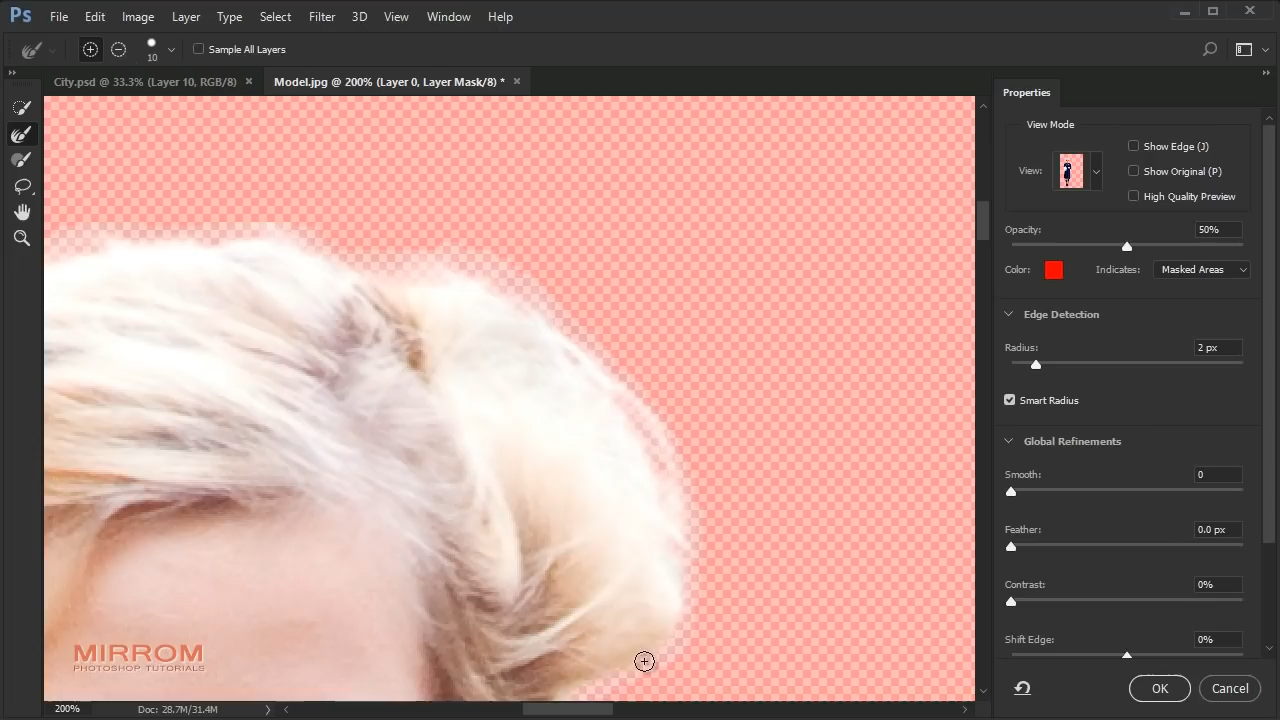 Ps File Edit Image Layer Type Select Filter 3D View Window Help
10 Sample All Layers
City.psd @ 33.3% (Layer 10, RGB/8) × Model.jpg @ 200% (Layer 0, Layer Mask/8) * ×
Properties
View Mode
View:
Show Edge (J)
Show Original (P)
High Quality Preview
Opacity: 50%
Color: Indicates: Masked Areas
Edge Detection
Radius: 2 px
Smart Radius
Global Refinements
Smooth: 0
Feather: 0.0 px
Contrast: 0%
Shift Edge: 0%
OK Cancel
MIRROM
PHOTOSHOP TUTORIALS
200% Doc: 28.7M/31.4M